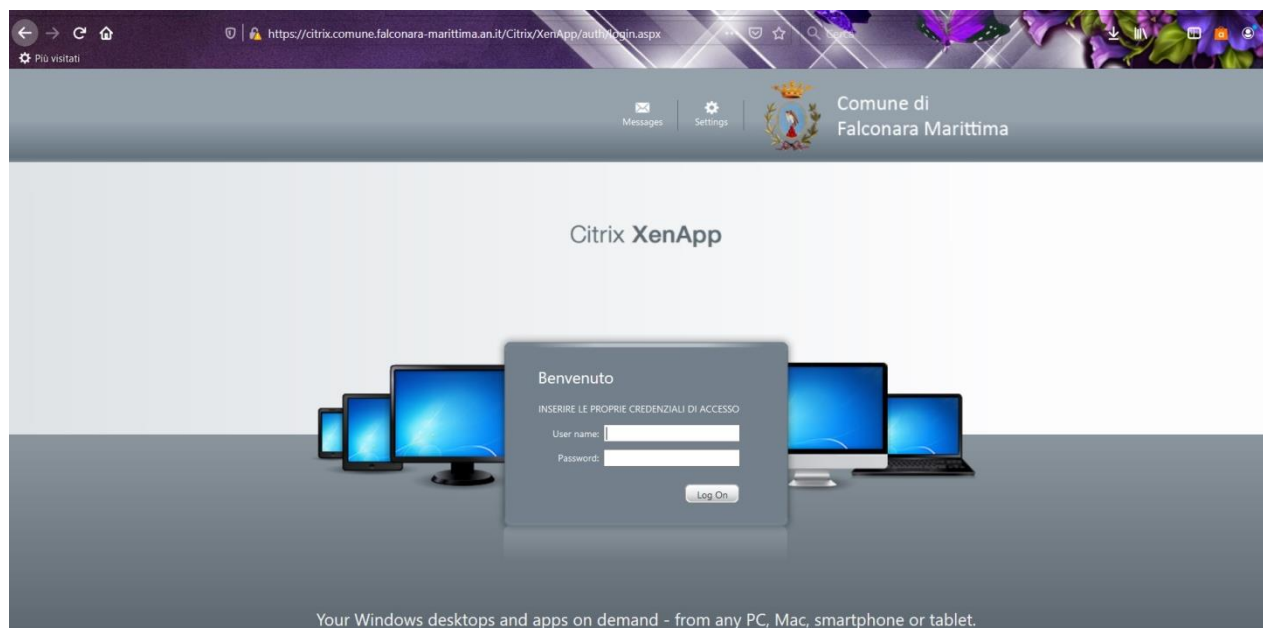 https://citrix.comune.falconara-marittima.an.it/Citrix/XenApp/auth/login.aspx
Più visitati
Messages
Settings
Comune di
Falconara Marittima
Citrix XenApp
Benvenuto
INSERIRE LE PROPRIE CREDENZIALI DI ACCESSO
User name:
Password:
Log On
Your Windows desktops and apps on demand - from any PC, Mac, smartphone or tablet.